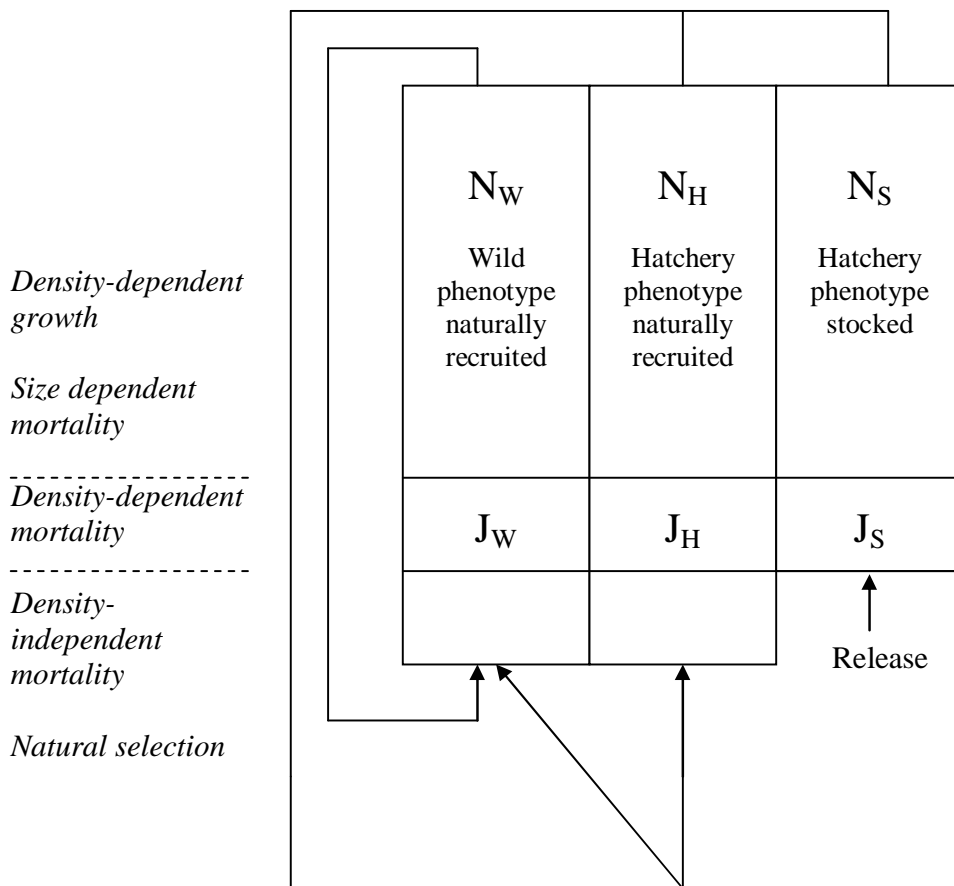 N_W
N_H
N_S
Wild
phenotype
naturally
recruited
Hatchery
phenotype
naturally
recruited
Hatchery
phenotype
stocked
Density-dependent
growth
Size dependent
mortality
Density-dependent
mortality
J_W
J_H
J_S
Density-
independent
mortality
Release
Natural selection